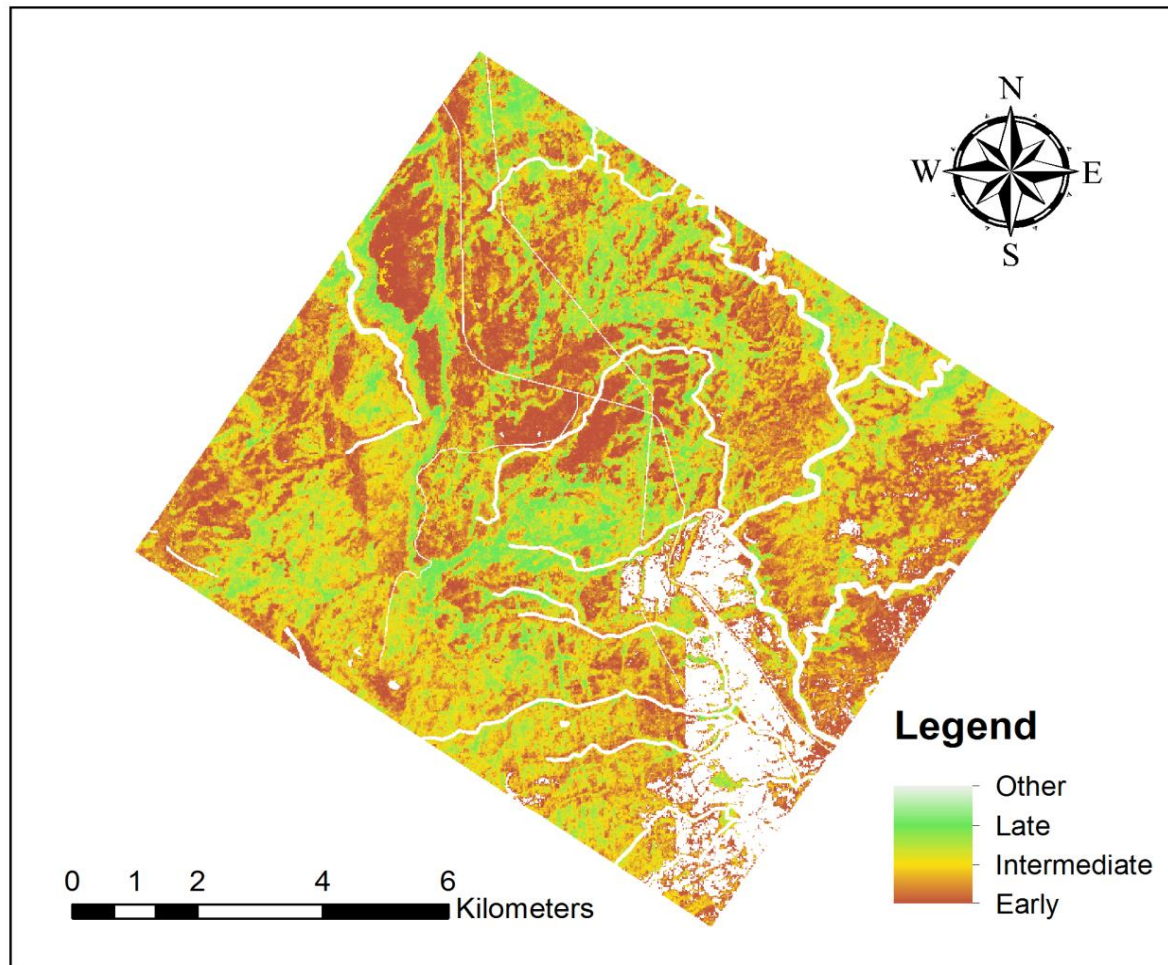 N
W E
S
Legend
Other
Late
Intermediate
Early
0 1 2 4 6
Kilometers